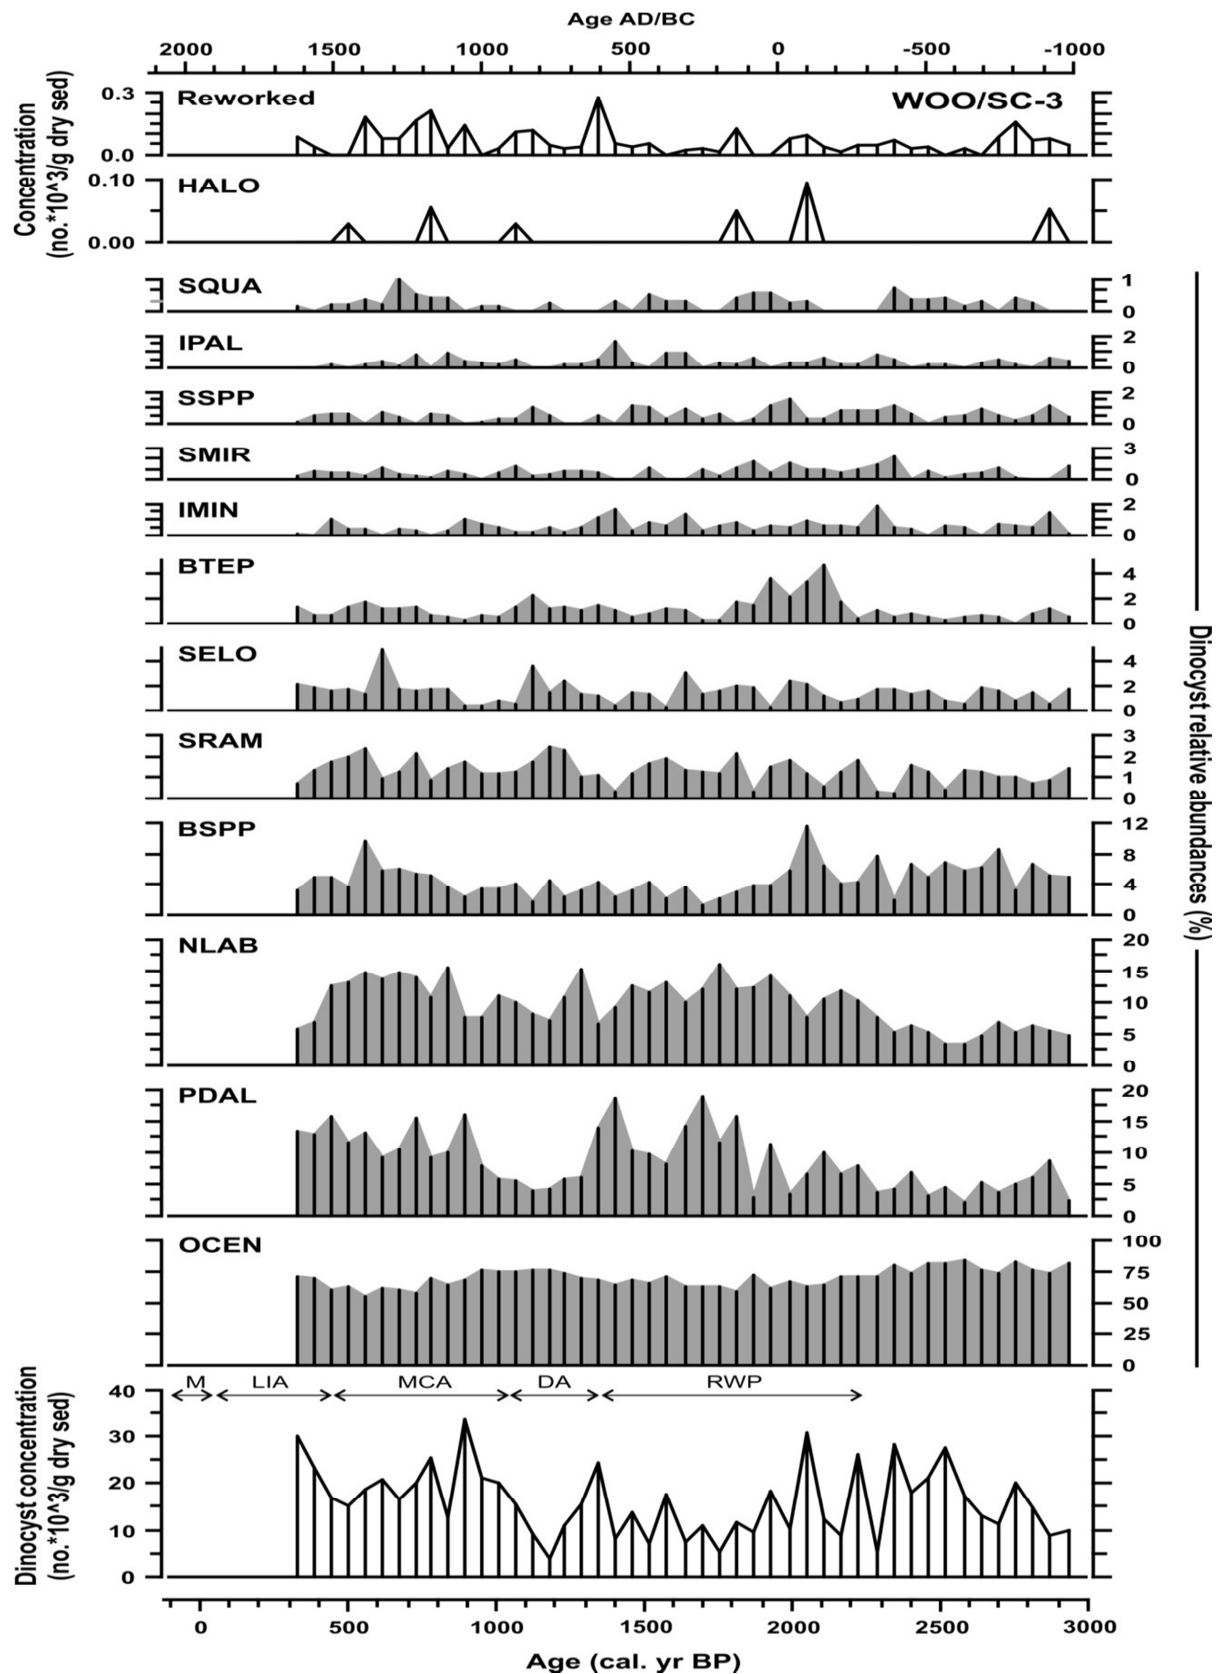 Age AD/BC
2000 1500 1000 500 0 -500 -1000
Concentration
(no.*10^3/g dry sed)
0.3
0.0
Reworked
WOO/SC-3
0.10
0.00
HALO
SQUA
1
0
IPAL
2
0
SSPP
2
0
SMIR
3
0
IMIN
2
0
BTEP
4
2
0
SELO
4
2
0
SRAM
3
2
1
0
BSPP
12
8
4
0
NLAB
20
15
10
5
0
PDAL
20
15
10
5
0
OCEN
100
75
50
25
0
Dinocyst relative abundances (%)
M LIA MCA DA RWP
Dinocyst concentration
(no.*10^3/g dry sed)
40
30
20
10
0
0 500 1000 1500 2000 2500 3000
Age (cal. yr BP)